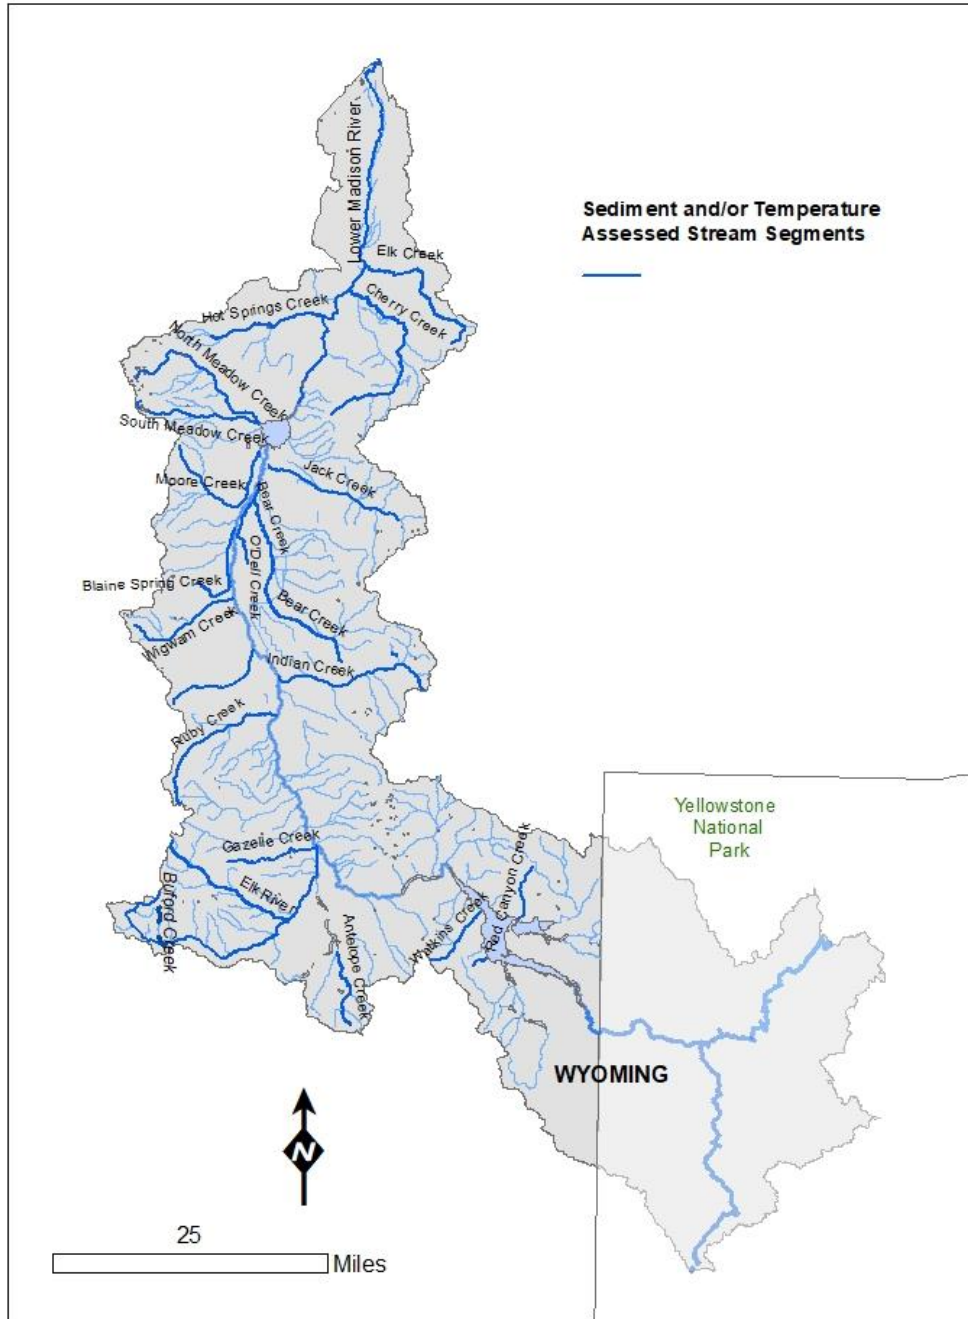 Lower Madison River
Sediment and/or Temperature
Assessed Stream Segments
Elk Creek
Cherry Creek
Hot Springs Creek
North Meadow Creek
South Meadow Creek
Jack Creek
Moore Creek
Bear Creek
O'Dell Creek
Blaine Spring Creek
Bear Creek
Wigwam Creek
Indian Creek
Ruby Creek
Yellowstone
National
Park
Gazelle Creek
Red Canyon Creek
Elk River
Buford Creek
Watkins Creek
Antelope Creek
WYOMING
N
25
Miles